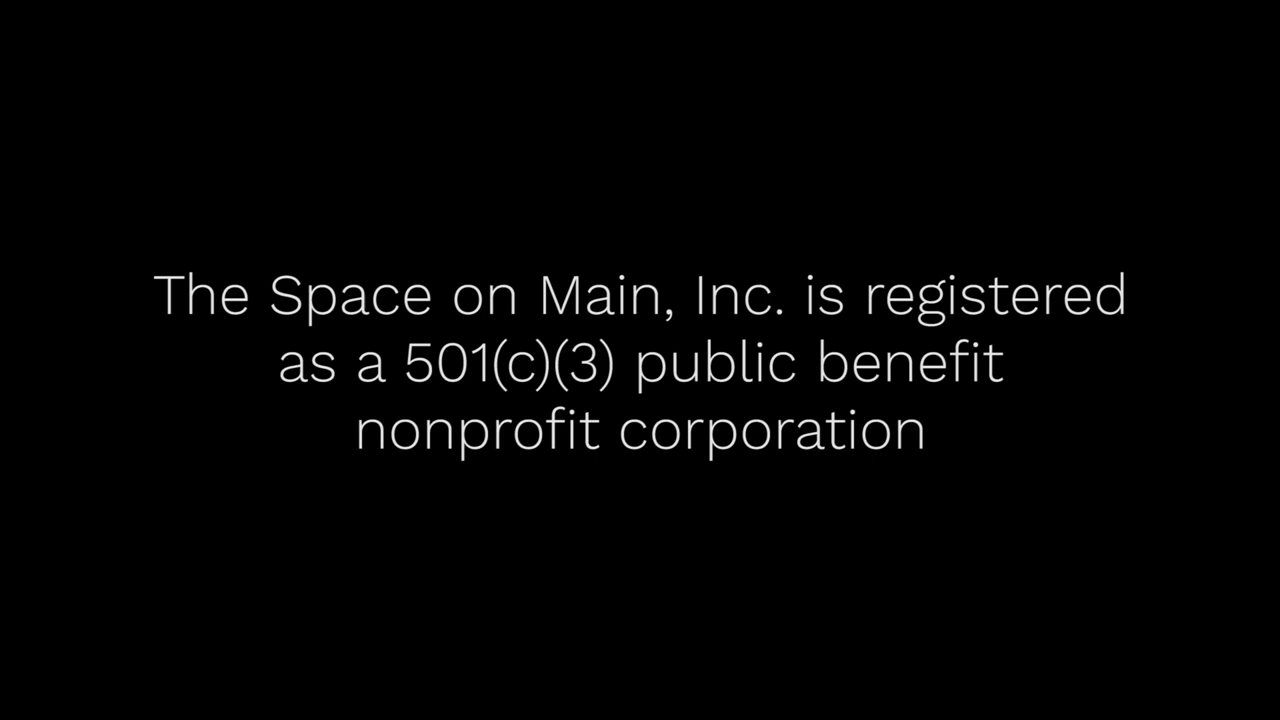 The Space on Main, Inc. is registered
as a 501(c)(3) public benefit
nonprofit corporation